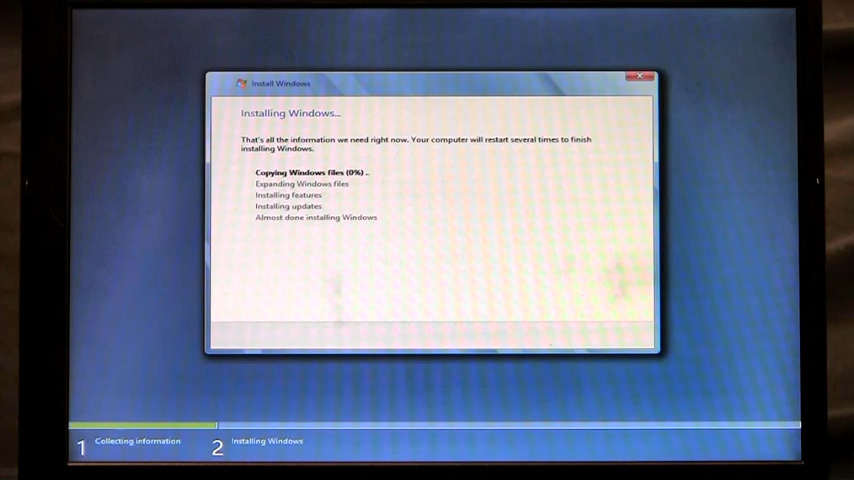 Install Windows
Installing Windows...
That's all the information we need right now. Your computer will restart several times to finish
installing Windows.
Copying Windows files (0%) ..
Expanding Windows files
Installing features
Installing updates
Almost done installing Windows
1 Collecting information
2 Installing Windows